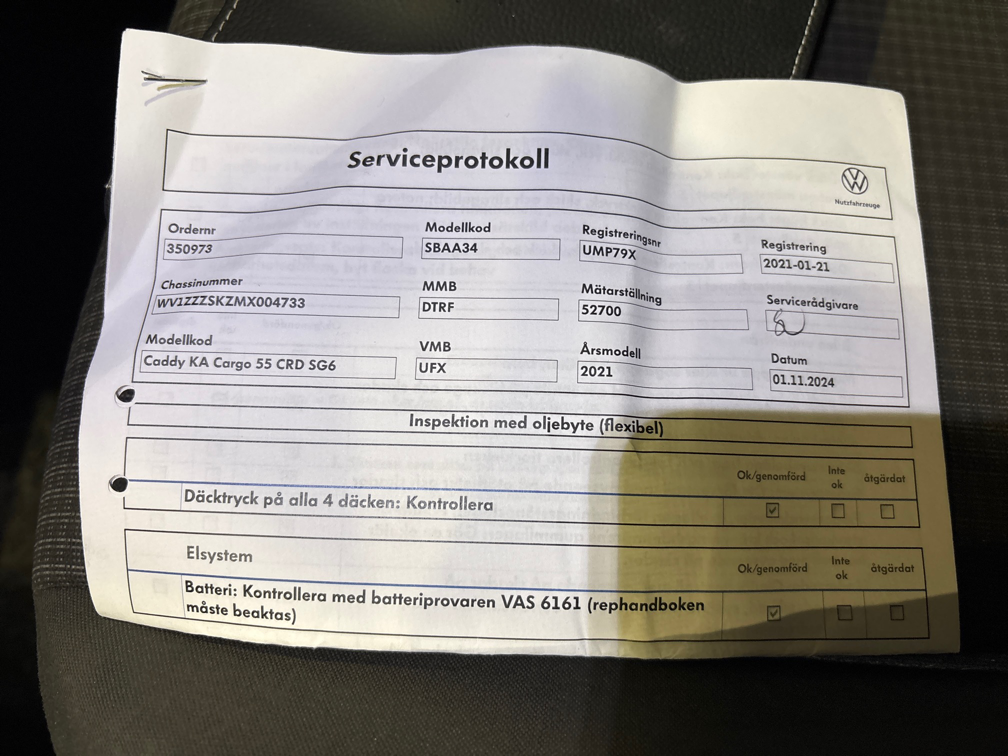 Serviceprotokoll
Nutzfahrzeuge
Ordernr
350973
Modellkod
SBAA34
Registreringsnr
UMP79X
Registrering
2021-01-21
Chassinummer
WV1ZZZSKZMX004733
MMB
DTRF
Mätarställning
52700
Servicerådgivare
Modellkod
Caddy KA Cargo 55 CRD SG6
VMB
UFX
Årsmodell
2021
Datum
01.11.2024
Inspektion med oljebyte (flexibel)
Ok/genomförd Inte ok åtgärdat
Däcktryck på alla 4 däcken: Kontrollera
Elsystem
Ok/genomförd Inte ok åtgärdat
Batteri: Kontrollera med batteriprovaren VAS 6161 (rephandboken
måste beaktas)